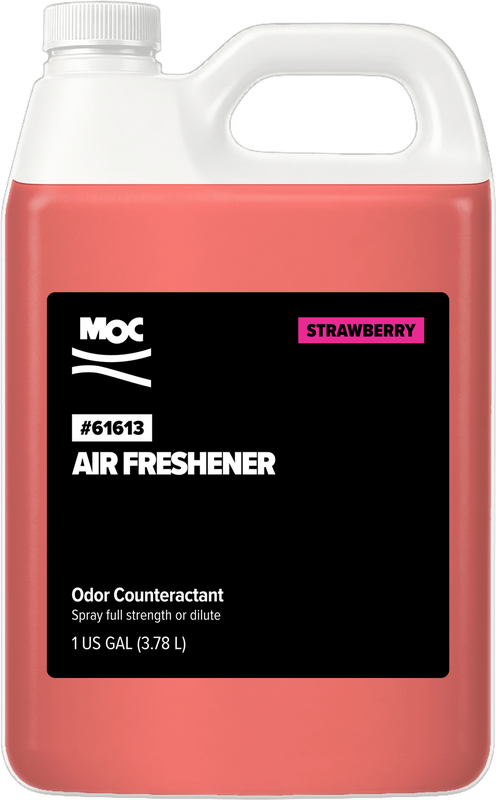 MOC
STRAWBERRY
#61613
AIR FRESHENER
Odor Counteractant
Spray full strength or dilute
1 US GAL (3.78 L)